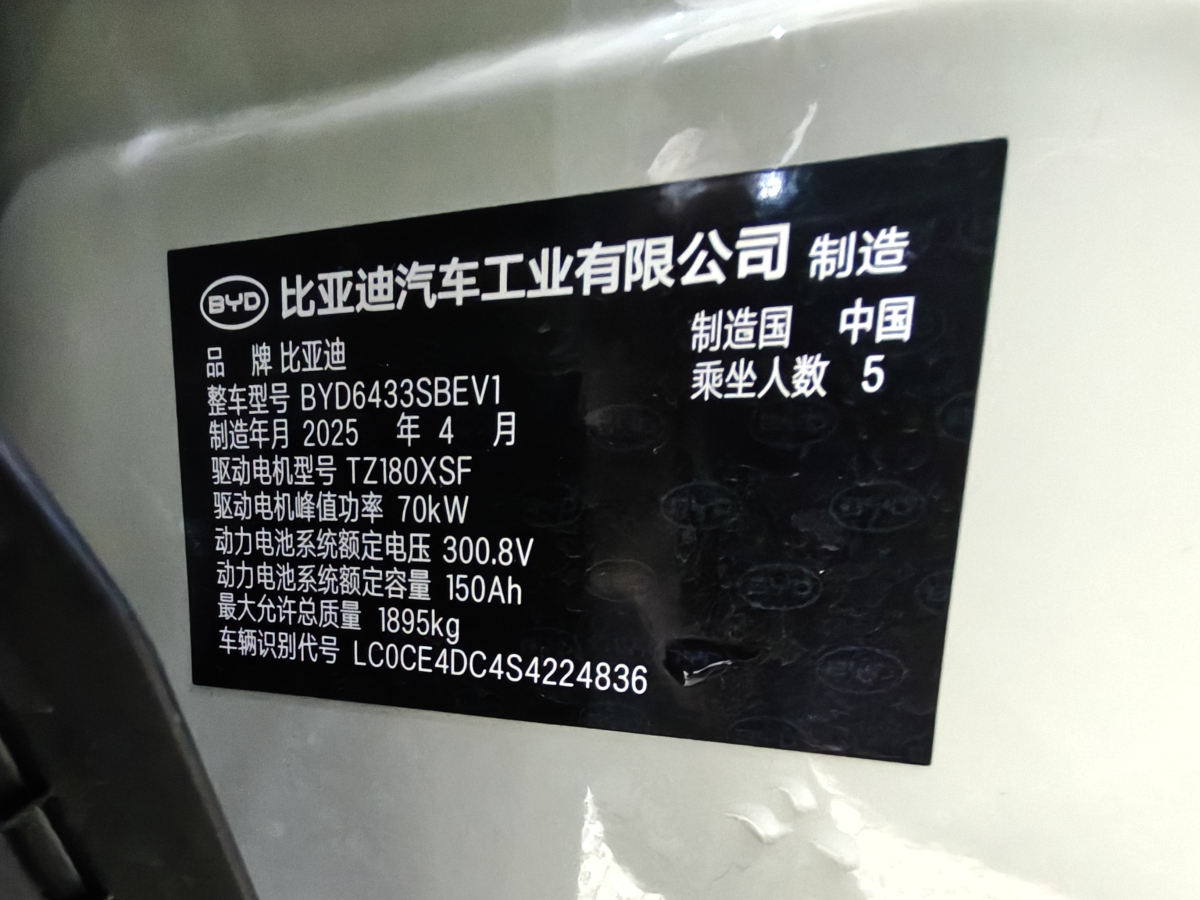 BYD 比亚迪汽车工业有限公司 制造
制造国 中国
品 牌 比亚迪
乘坐人数 5
整车型号 BYD6433SBEV1
制造年月 2025 年 4 月
驱动电机型号 TZ180XSF
驱动电机峰值功率 70kW
动力电池系统额定电压 300.8V
动力电池系统额定容量 150Ah
最大允许总质量 1895kg
车辆识别代号 LC0CE4DC4S4224836